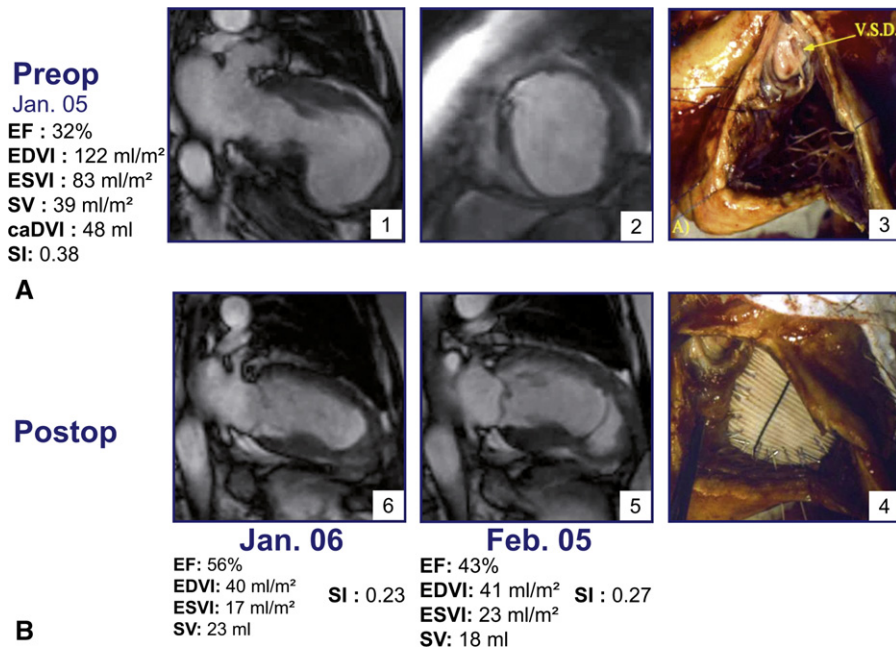 Preop
Jan. 05
EF : 32%
EDVI : 122 ml/m²
ESVI : 83 ml/m²
SV : 39 ml/m²
caDVI : 48 ml
SI: 0.38
A
1
2
V.S.D.
A)
3
Postop
6
5
4
Jan. 06
EF: 56%
EDVI: 40 ml/m²
ESVI: 17 ml/m²
SV: 23 ml
SI : 0.23
Feb. 05
EF: 43%
EDVI: 41 ml/m²
ESVI: 23 ml/m²
SV: 18 ml
SI : 0.27
B